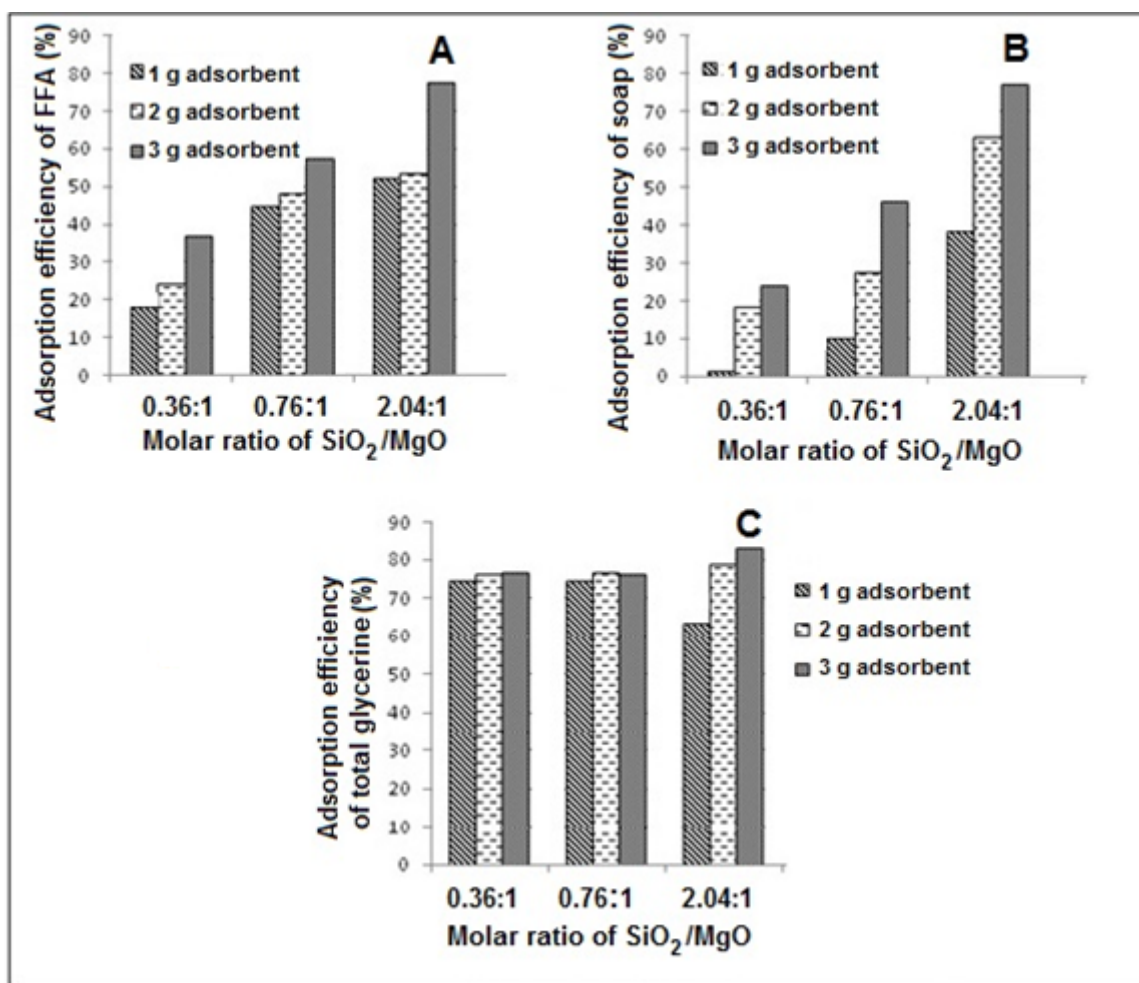 Adsorption efficiency of FFA (%)
90
80
70
60
50
40
30
20
10
0
A
1 g adsorbent
2 g adsorbent
3 g adsorbent
0.36:1 0.76:1 2.04:1
Molar ratio of SiO₂/MgO
Adsorption efficiency of soap (%)
90
80
70
60
50
40
30
20
10
0
B
1 g adsorbent
2 g adsorbent
3 g adsorbent
0.36:1 0.76:1 2.04:1
Molar ratio of SiO₂/MgO
Adsorption efficiency
of total glycerine (%)
90
80
70
60
50
40
30
20
10
0
C
1 g adsorbent
2 g adsorbent
3 g adsorbent
0.36:1 0.76:1 2.04:1
Molar ratio of SiO₂/MgO